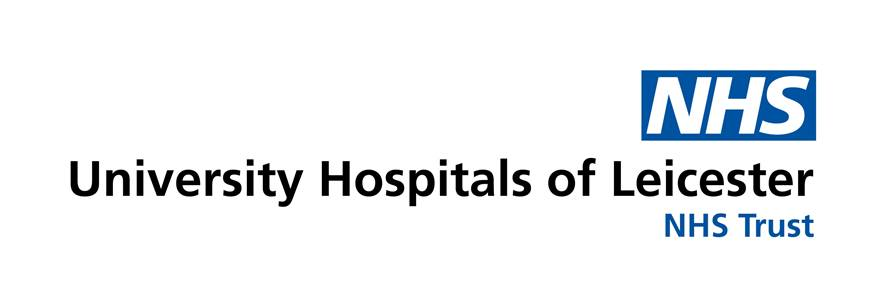 NHS
University Hospitals of Leicester
NHS Trust